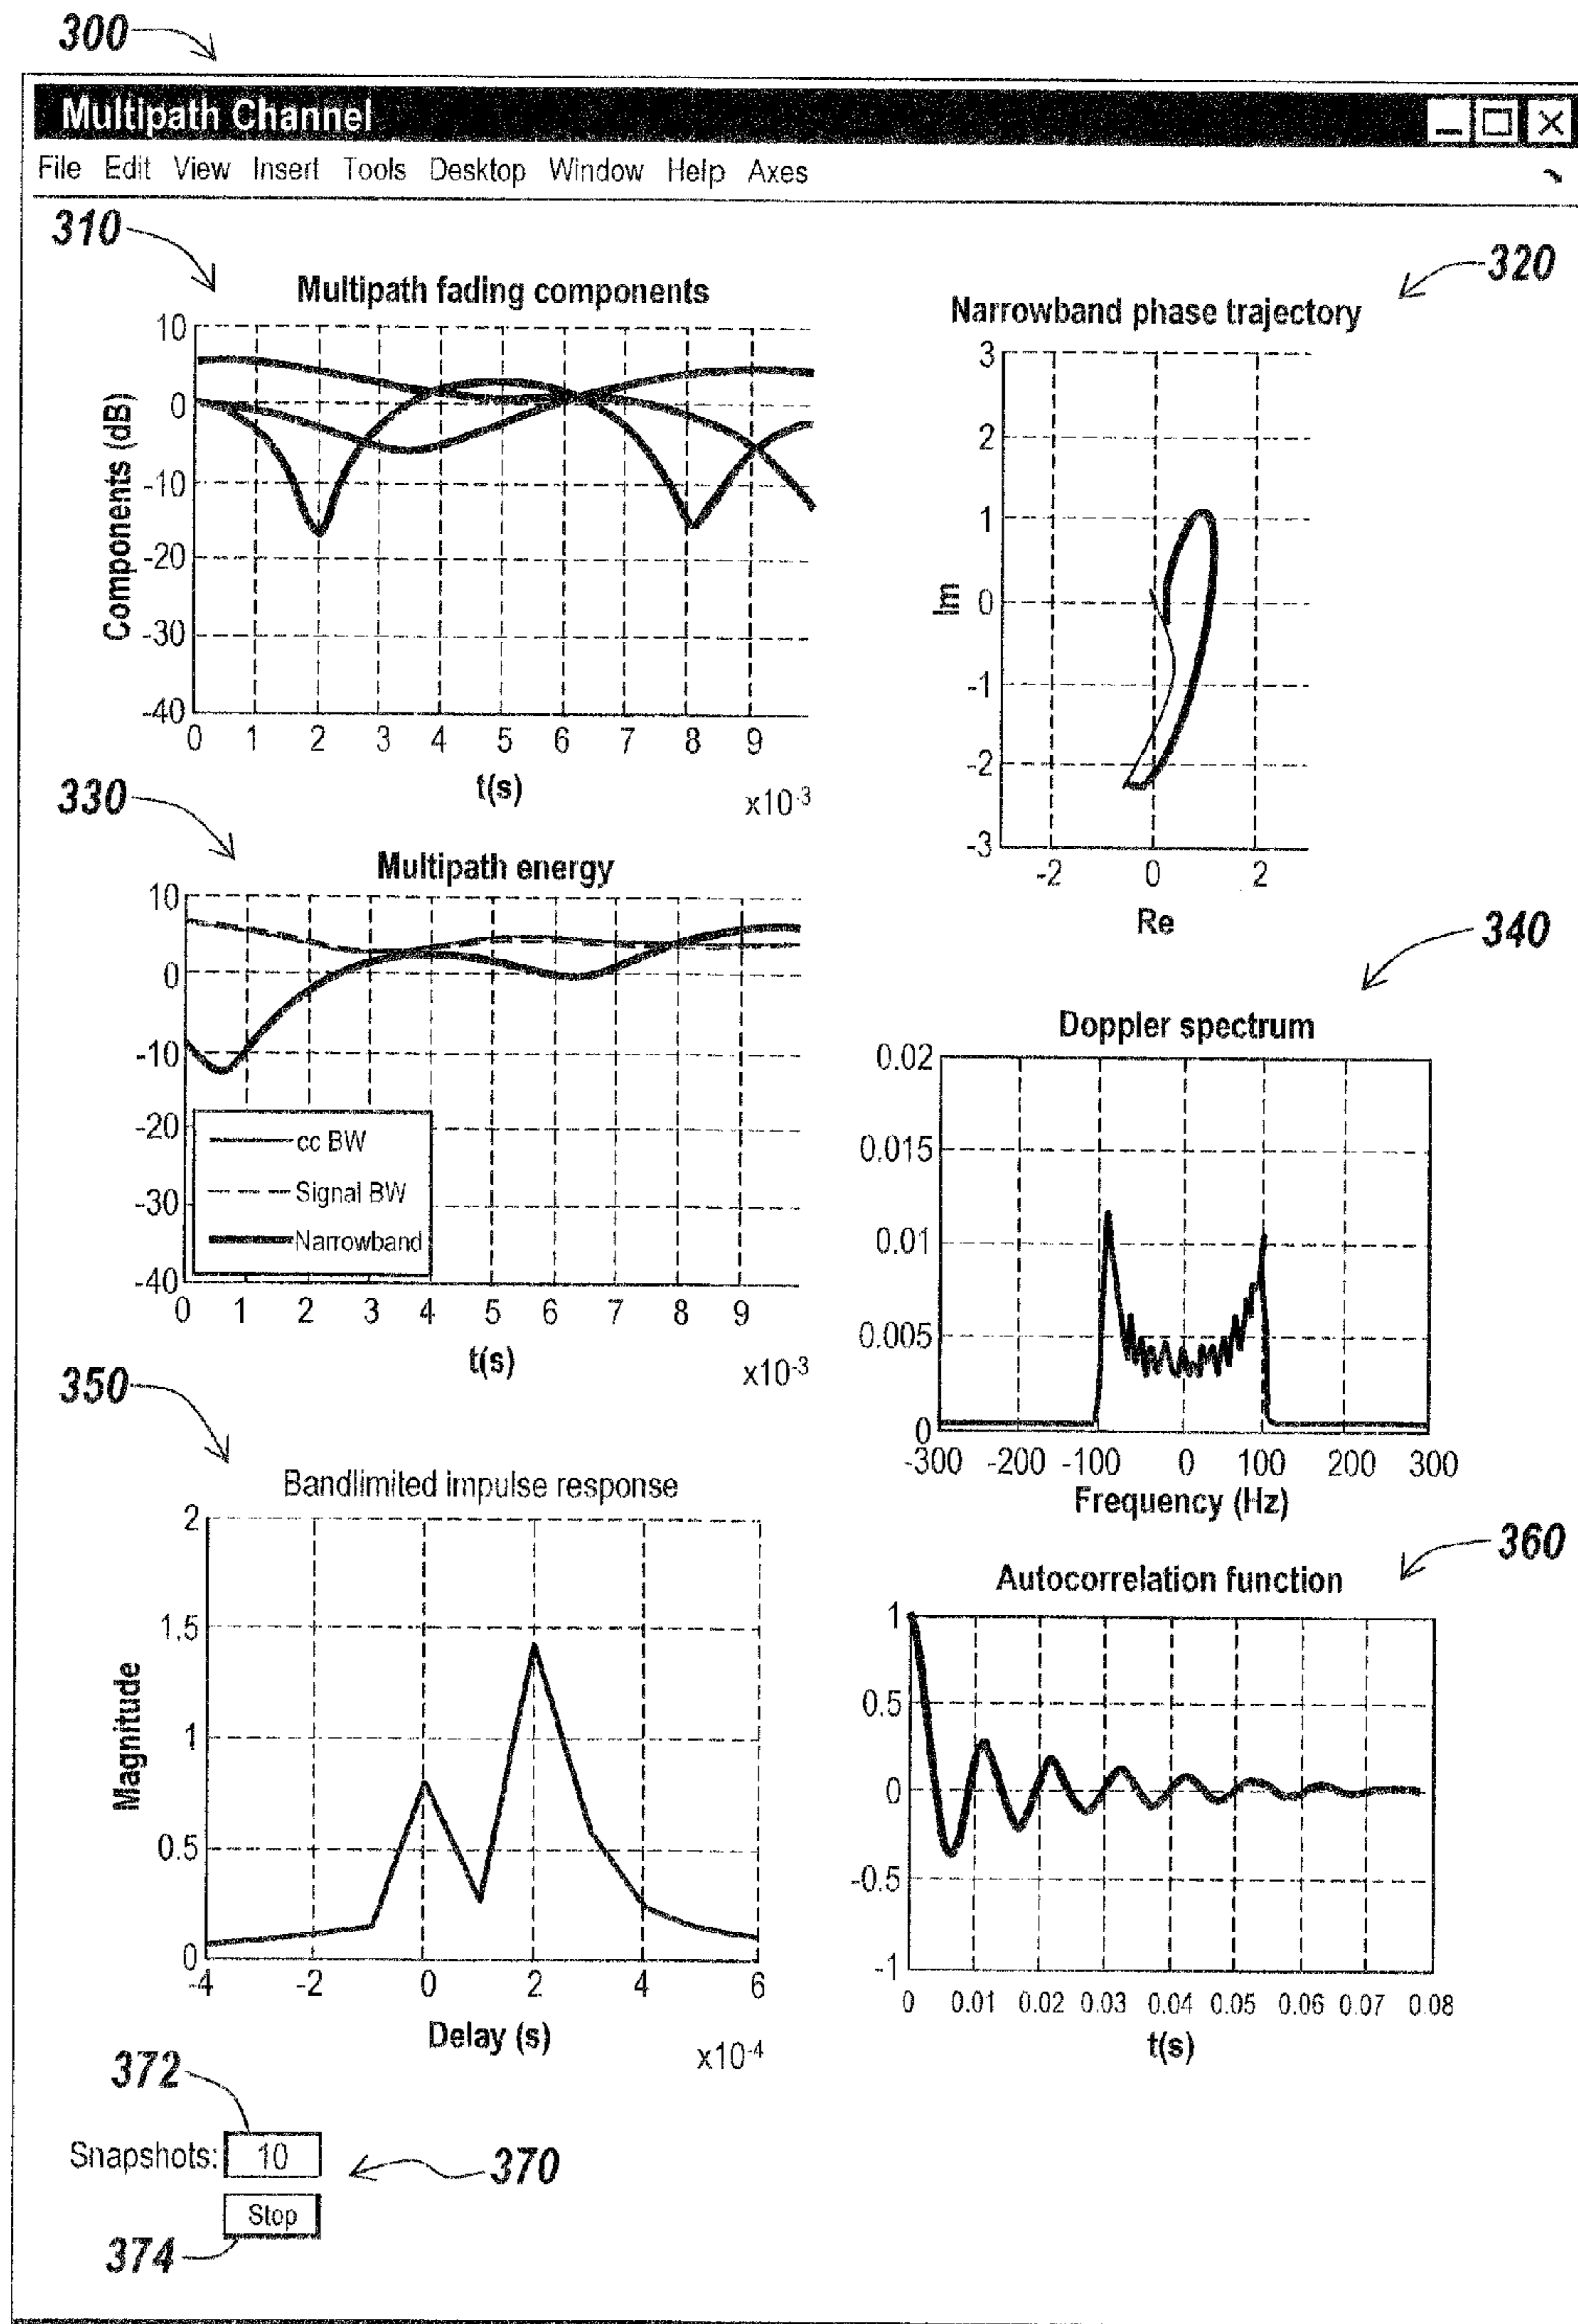 300
Multipath Channel
File Edit View Insert Tools Desktop Window Help Axes
310
Multipath fading components
10
0
-10
-20
-30
-40
Components (dB)
0 1 2 3 4 5 6 7 8 9
t(s)
x10-3
320
Narrowband phase trajectory
3
2
1
0
-1
-2
-3
Im
-2 0 2
Re
330
Multipath energy
10
0
-10
-20
-30
-40
cc BW
Signal BW
Narrowband
0 1 2 3 4 5 6 7 8 9
t(s)
x10-3
340
Doppler spectrum
0.02
0.015
0.01
0.005
0
-300 -200 -100 0 100 200 300
Frequency (Hz)
350
Bandlimited impulse response
2
1.5
1
0.5
0
Magnitude
-4 -2 0 2 4 6
Delay (s)
x10-4
360
Autocorrelation function
1
0.5
0
-0.5
-1
0 0.01 0.02 0.03 0.04 0.05 0.06 0.07 0.08
t(s)
372
Snapshots: 10
370
Stop
374